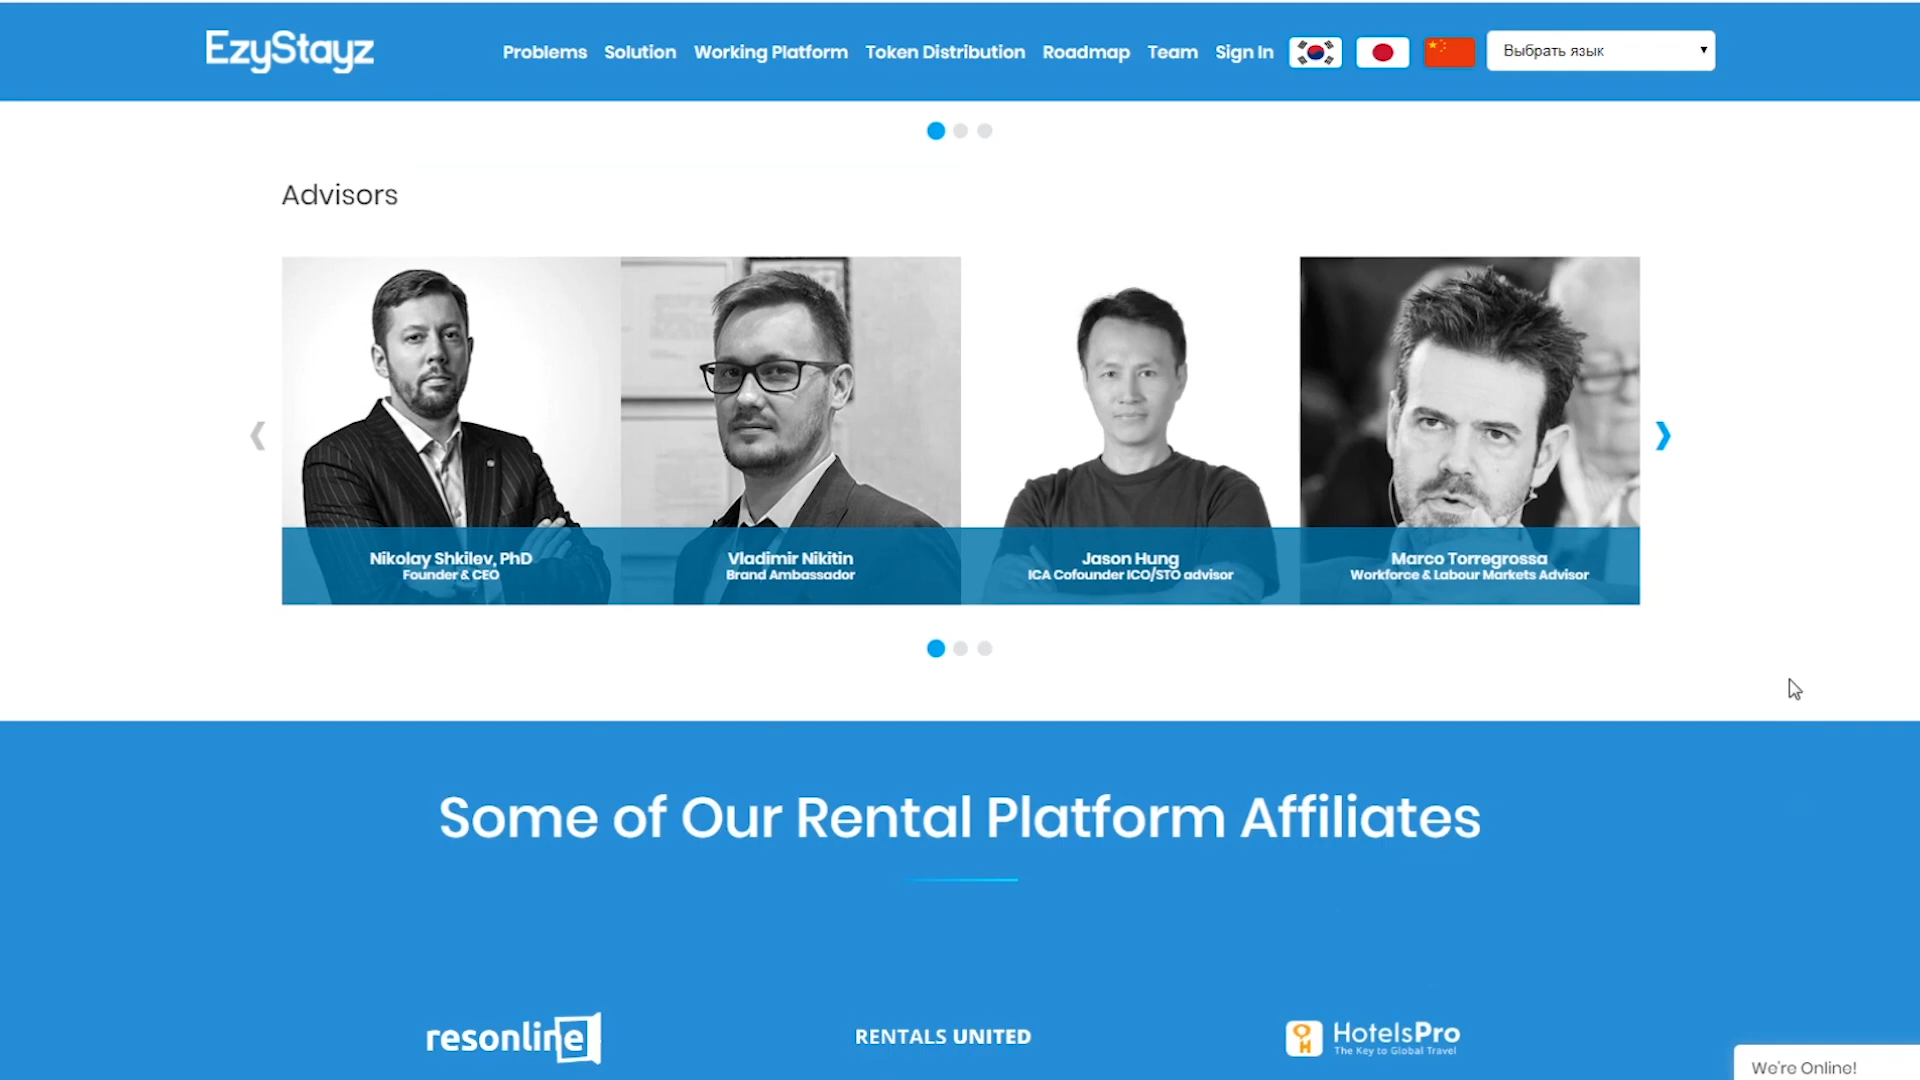 EzyStayz
Problems Solution Working Platform Token Distribution Roadmap Team Sign In Выбрать язык
Advisors
Nikolay Shkilev, PhD
Founder & CEO
Vladimir Nikitin
Brand Ambassador
Jason Hung
ICA Cofounder ICO/STO advisor
Marco Torregrossa
Workforce & Labour Markets Advisor
Some of Our Rental Platform Affiliates
resonline
RENTALS UNITED
HotelsPro
The Key to Global Travel
We're Online!